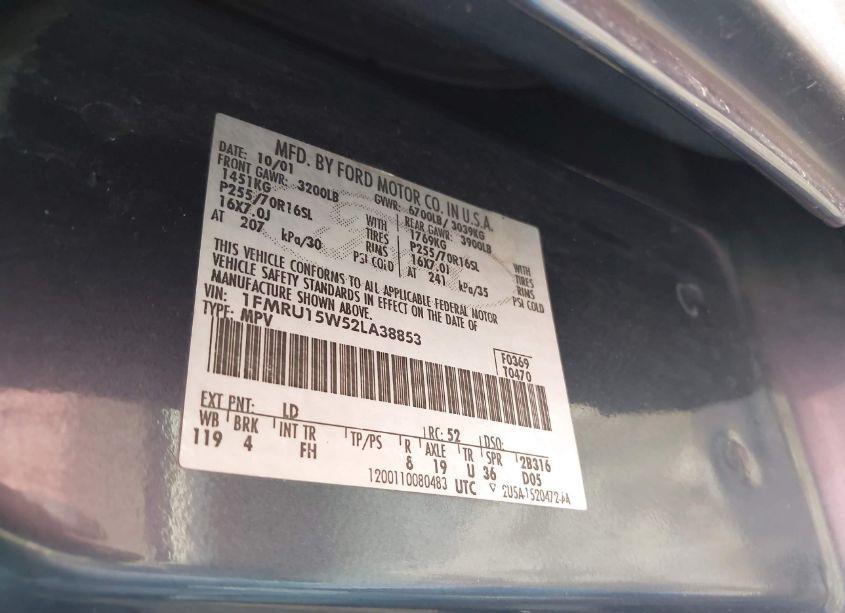 MFD. BY FORD MOTOR CO. IN U.S.A.
DATE: 10/01 GVWR: 6700LB/ 3039KG
FRONT GAWR: 3200LB REAR GAWR: 3900LB
1451KG WITH 1769KG WITH
P255/70R16SL TIRES P255/70R16SL TIRES
16X7.0J RIMS 16X7.0J RIMS
AT 207 kPa/30 PSI COLD AT 241 kPa/35 PSI COLD
THIS VEHICLE CONFORMS TO ALL APPLICABLE FEDERAL MOTOR
VEHICLE SAFETY STANDARDS IN EFFECT ON THE DATE OF
MANUFACTURE SHOWN ABOVE.
VIN: 1FMRU15W52LA38853
TYPE: MPV
F0369
T0470
EXT PNT: LD RC: 52 DSO:
WB BRK INT TR TP/PS R AXLE TR SPR 2B316
119 4 FH 8 19 U 36 D05
1200110080483 UTC ▽ 2U5A-1520472-AA